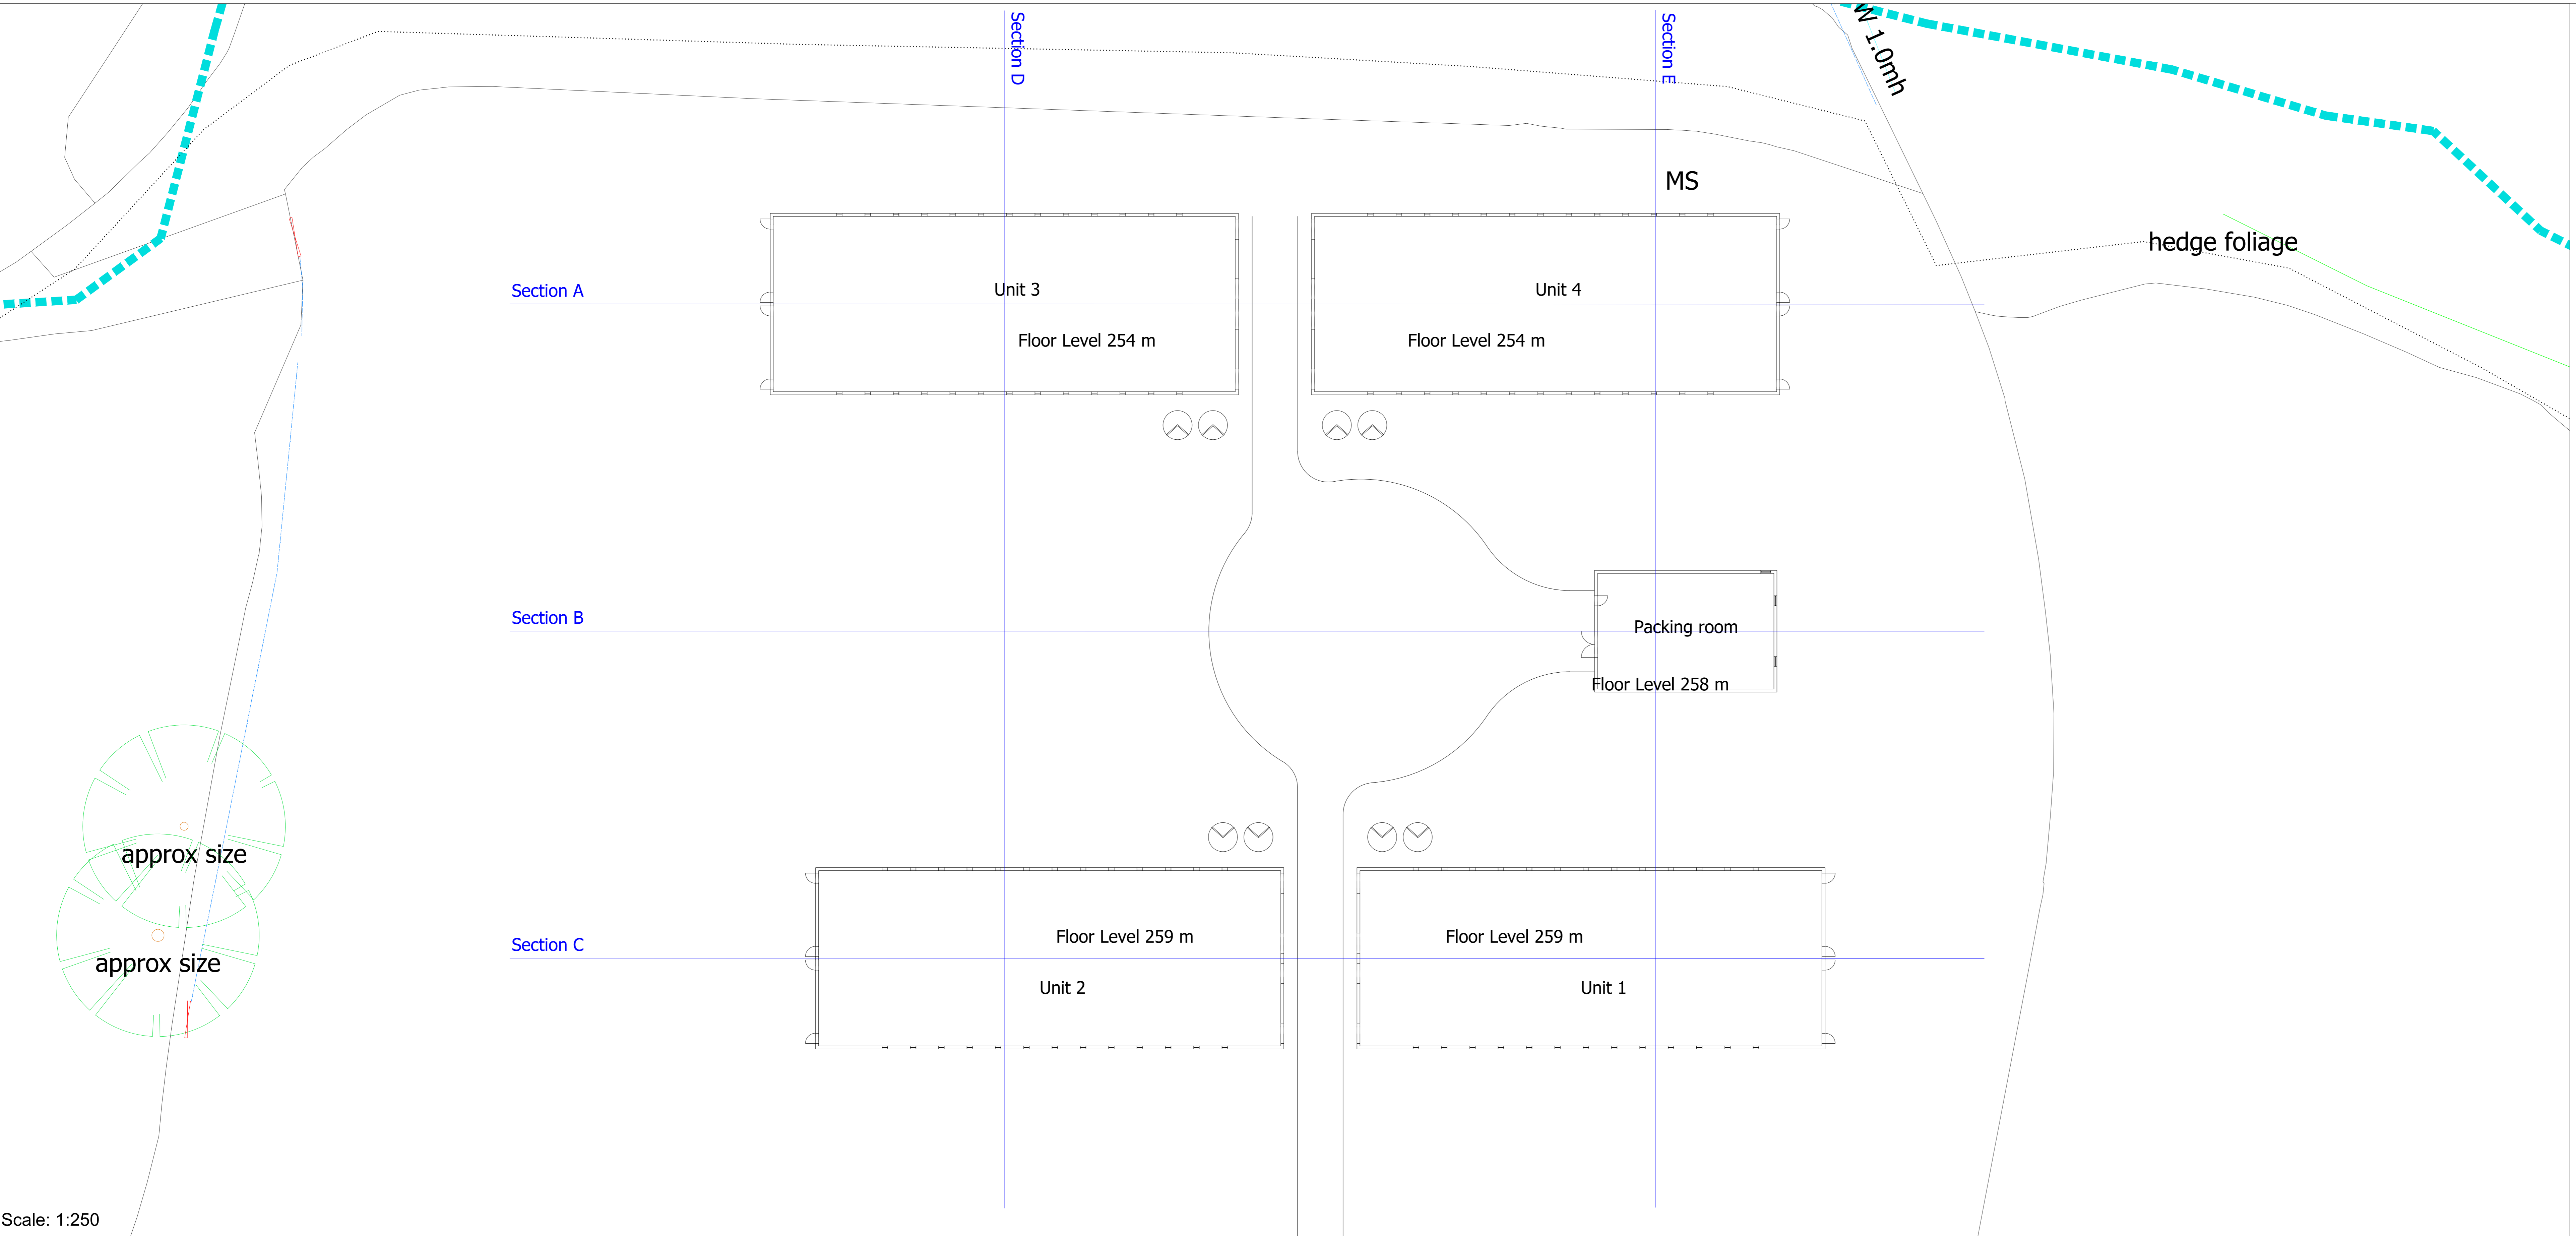 Section D
Section E
W 1.0mh
MS
hedge foliage
Section A
Unit 3
Unit 4
Floor Level 254 m
Floor Level 254 m
Section B
Packing room
Floor Level 258 m
approx size
Section C
Floor Level 259 m
Floor Level 259 m
approx size
Unit 2
Unit 1
Scale: 1:250